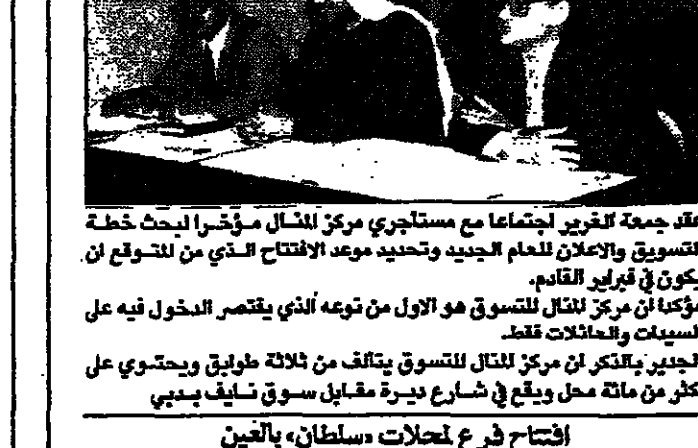 عقد جمعة الغرير اجتماعا مع مستأجري مركز المنال مؤخرا لبحث خطة
التسويق والاعلان للعام الجديد وتحديد موعد الافتتاح الذي من المتوقع ان
يكون في فبراير القادم.
مؤكدا ان مركز المنال للتسوق هو الاول من نوعه الذي يقتصر الدخول فيه على
السيدات والعائلات فقط.
الجدير بالذكر ان مركز المنال للتسوق يتألف من ثلاثة طوابق ويحتوي على
اكثر من مائة محل ويقع في شارع ديرة مقابل سوق نايف بدبي
افتتاح فرع لمحلات «سلطان» بالعين